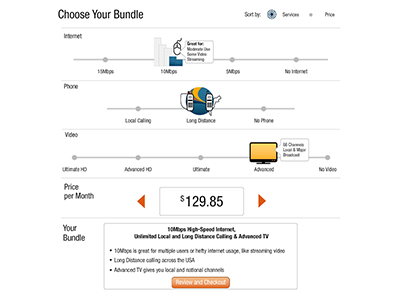 Choose Your Bundle
Sort by: Services Price
Internet
Great for:
Moderate Use
Some Video
Streaming.
15Mbps 10Mbps 5Mbps No Internet
Phone
Local Calling Long Distance No Phone
Video
66 Channels
Local & Major
Broadcast
Ultimate HD Advanced HD Ultimate Advanced No Video
Price
per Month
$129.85
Your
Bundle
10Mbps High-Speed Internet,
Unlimited Local and Long Distance Calling & Advanced TV
• 10Mbps is great for multiple users or hefty internet usage, like streaming video
• Long Distance calling across the USA
• Advanced TV gives you local and national channels
Review and Checkout